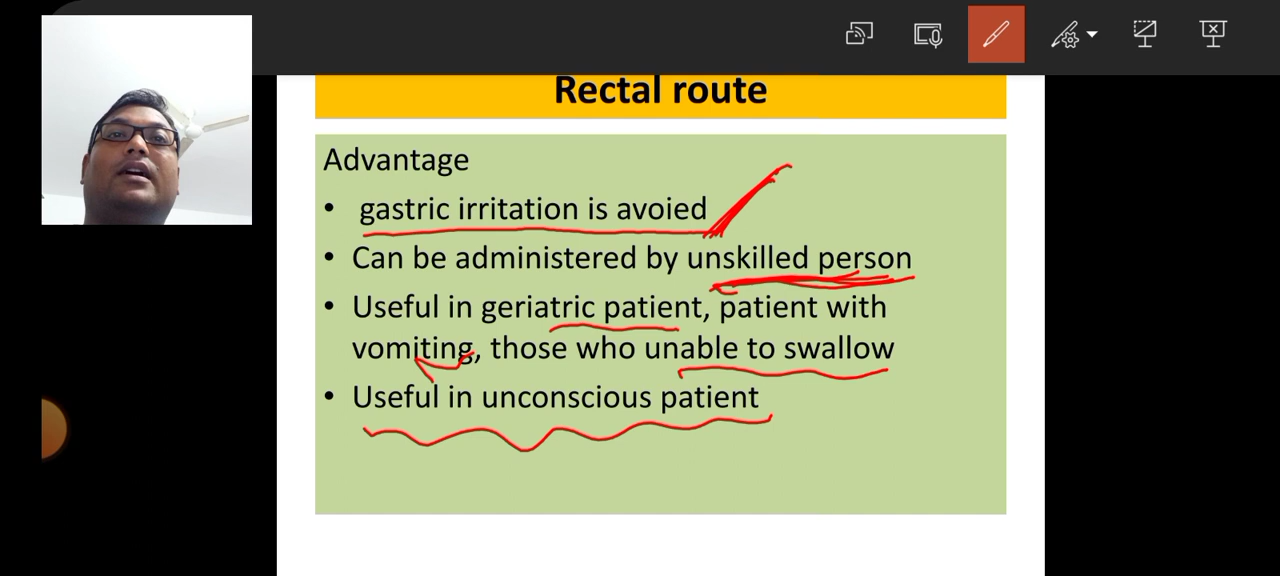 Rectal route
Advantage
• gastric irritation is avoied
• Can be administered by unskilled person
• Useful in geriatric patient, patient with
vomiting, those who unable to swallow
• Useful in unconscious patient